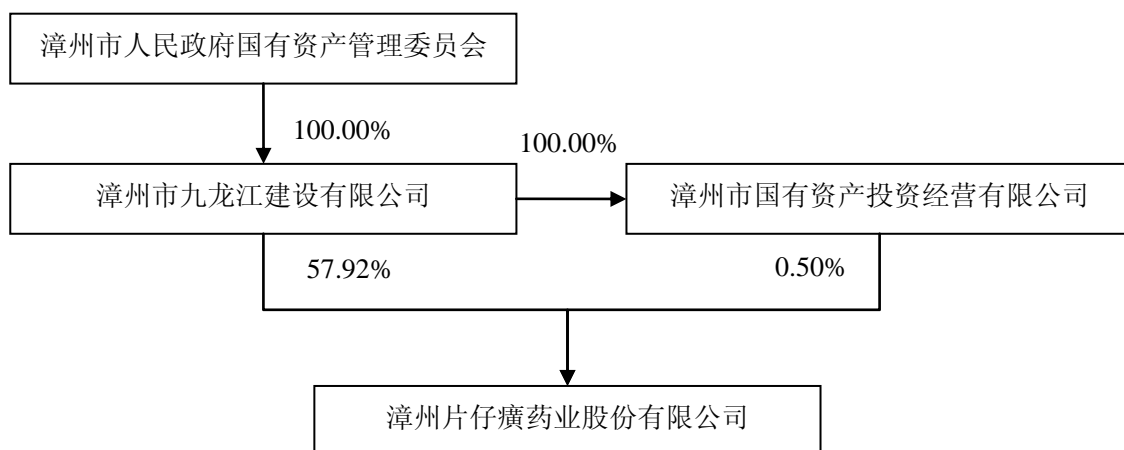 漳州市人民政府国有资产管理委员会
100.00%
100.00%
漳州市九龙江建设有限公司
漳州市国有资产投资经营有限公司
57.92%
0.50%
漳州片仔癀药业股份有限公司